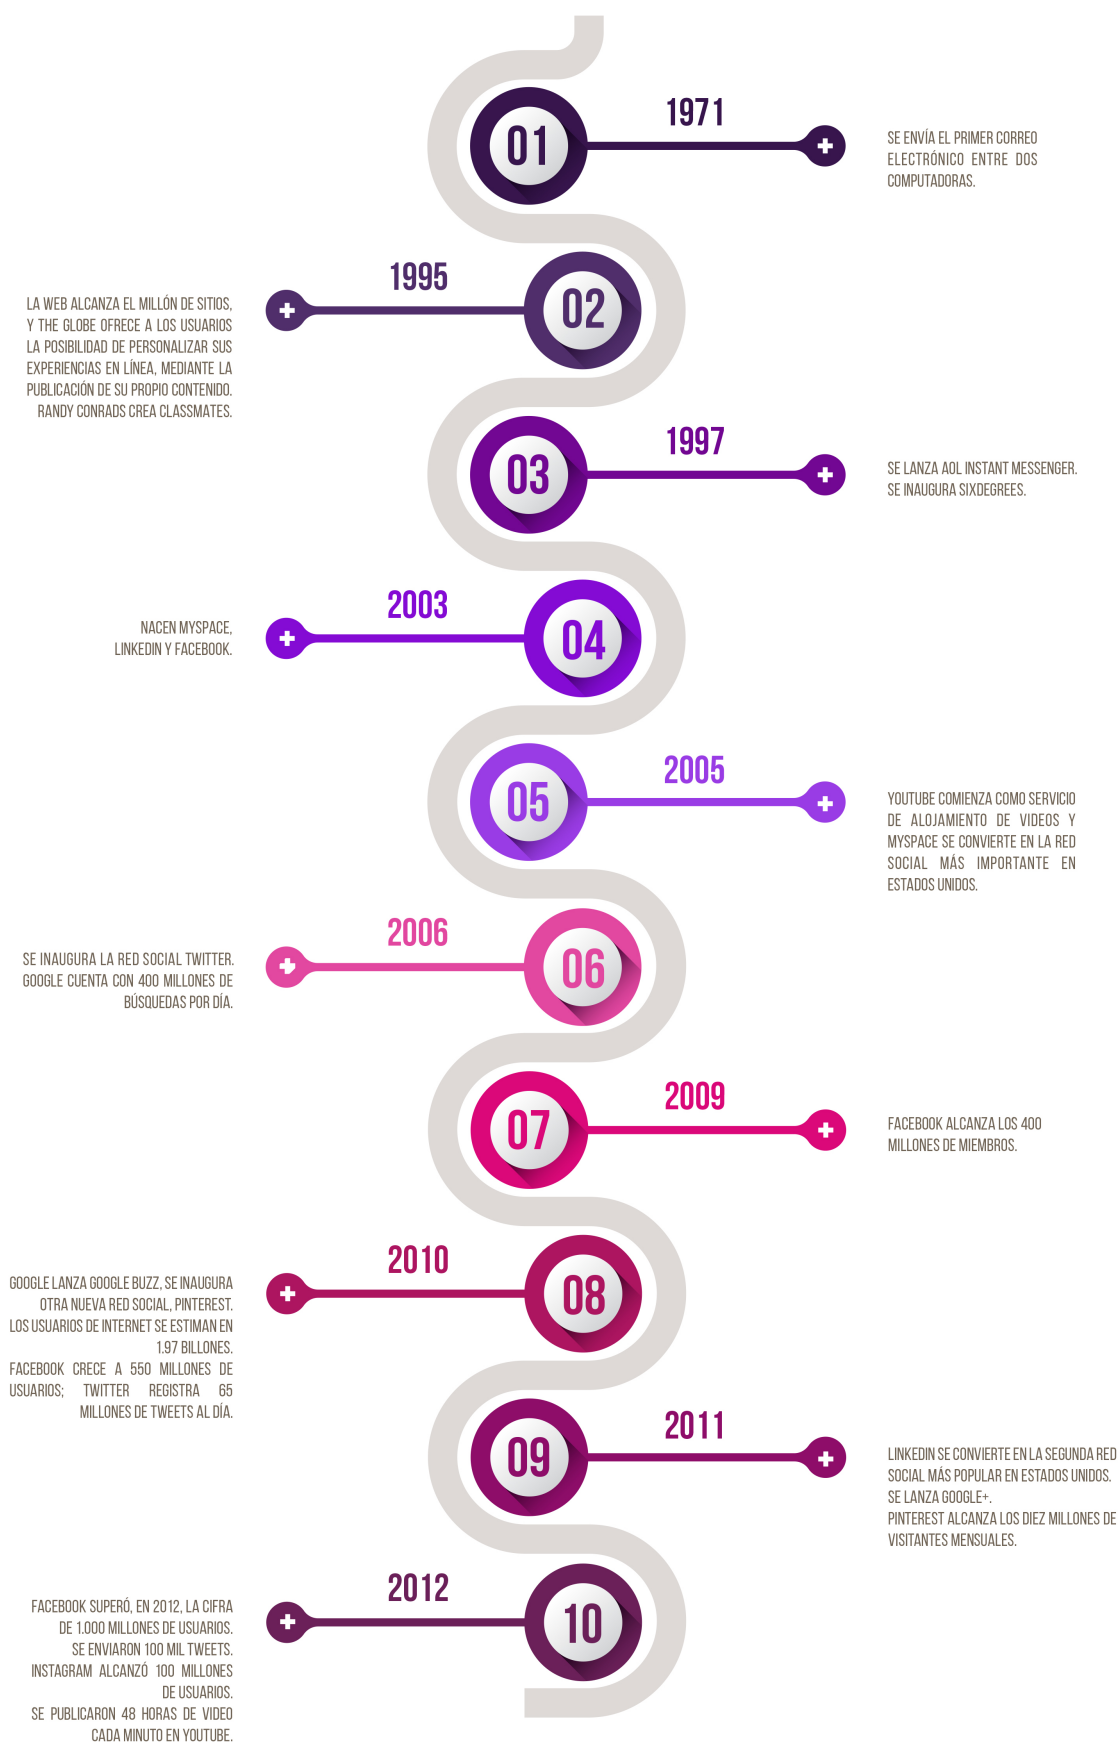 01
1971
SE ENVÍA EL PRIMER CORREO
ELECTRÓNICO ENTRE DOS
COMPUTADORAS.
02
1995
LA WEB ALCANZA EL MILLÓN DE SITIOS,
Y THE GLOBE OFRECE A LOS USUARIOS
LA POSIBILIDAD DE PERSONALIZAR SUS
EXPERIENCIAS EN LÍNEA, MEDIANTE LA
PUBLICACIÓN DE SU PROPIO CONTENIDO.
RANDY CONRADS CREA CLASSMATES.
03
1997
SE LANZA AOL INSTANT MESSENGER.
SE INAUGURA SIXDEGREES.
04
2003
NACEN MYSPACE,
LINKEDIN Y FACEBOOK.
05
2005
YOUTUBE COMIENZA COMO SERVICIO
DE ALOJAMIENTO DE VIDEOS Y
MYSPACE SE CONVIERTE EN LA RED
SOCIAL MÁS IMPORTANTE EN
ESTADOS UNIDOS.
06
2006
SE INAUGURA LA RED SOCIAL TWITTER.
GOOGLE CUENTA CON 400 MILLONES DE
BÚSQUEDAS POR DÍA.
07
2009
FACEBOOK ALCANZA LOS 400
MILLONES DE MIEMBROS.
08
2010
GOOGLE LANZA GOOGLE BUZZ, SE INAUGURA
OTRA NUEVA RED SOCIAL, PINTEREST.
LOS USUARIOS DE INTERNET SE ESTIMAN EN
1.97 BILLONES.
FACEBOOK CRECE A 550 MILLONES DE
USUARIOS; TWITTER REGISTRA 65
MILLONES DE TWEETS AL DÍA.
09
2011
LINKEDIN SE CONVIERTE EN LA SEGUNDA RED
SOCIAL MÁS POPULAR EN ESTADOS UNIDOS.
SE LANZA GOOGLE+.
PINTEREST ALCANZA LOS DIEZ MILLONES DE
VISITANTES MENSUALES.
10
2012
FACEBOOK SUPERÓ, EN 2012, LA CIFRA
DE 1.000 MILLONES DE USUARIOS.
SE ENVIARON 100 MIL TWEETS.
INSTAGRAM ALCANZÓ 100 MILLONES
DE USUARIOS.
SE PUBLICARON 48 HORAS DE VIDEO
CADA MINUTO EN YOUTUBE.